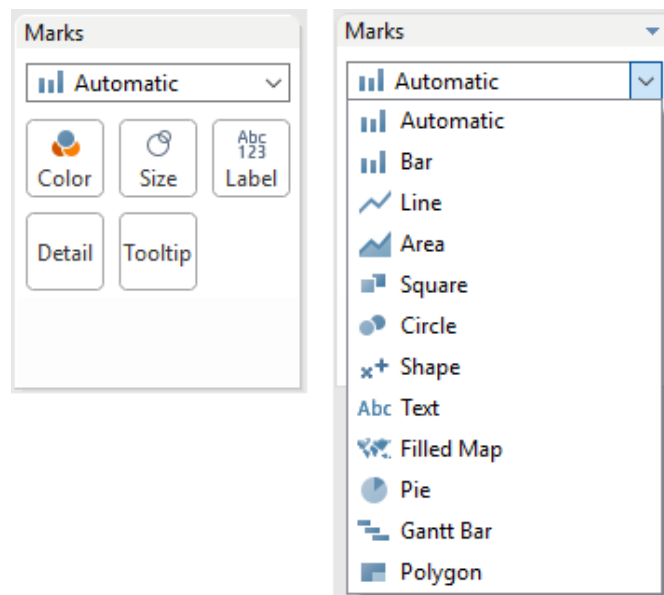 Marks
Automatic
Color
Size
Abc
123
Label
Detail
Tooltip
Marks
Automatic
Automatic
Bar
Line
Area
Square
Circle
Shape
Abc Text
Filled Map
Pie
Gantt Bar
Polygon